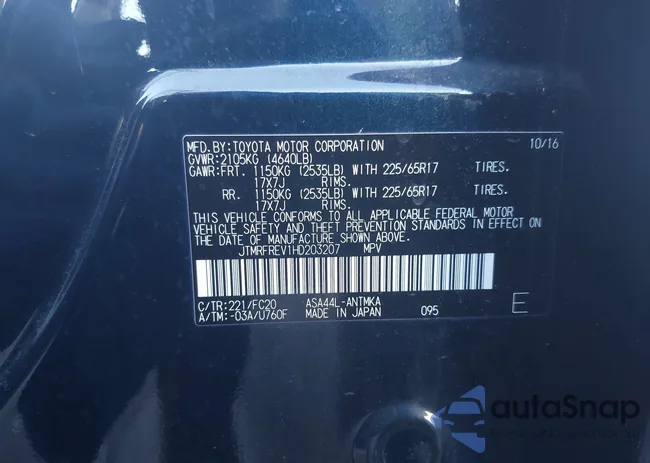 MFD.BY:TOYOTA MOTOR CORPORATION 10/16
GVWR:2105KG (4640LB)
GAWR:FRT. 1150KG (2535LB) WITH 225/65R17 TIRES.
17X7J RIMS.
RR. 1150KG (2535LB) WITH 225/65R17 TIRES.
17X7J RIMS.
THIS VEHICLE CONFORMS TO ALL APPLICABLE FEDERAL MOTOR
VEHICLE SAFETY AND THEFT PREVENTION STANDARDS IN EFFECT ON
THE DATE OF MANUFACTURE SHOWN ABOVE.
JTMRFREV1HD203207 MPV
C/TR:221/FC20 ASA44L-ANTMKA
A/TM:-03A/U760F MADE IN JAPAN 095 E
autaSnap